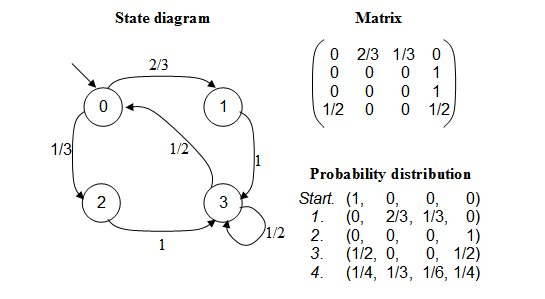 State diagram
Matrix
2/3
0
1
1/3
1/2
1
2
3
1
1/2
0 2/3 1/3 0
0 0 0 1
0 0 0 1
1/2 0 0 1/2
Probability distribution
Start. (1, 0, 0, 0)
1. (0, 2/3, 1/3, 0)
2. (0, 0, 0, 1)
3. (1/2, 0, 0, 1/2)
4. (1/4, 1/3, 1/6, 1/4)